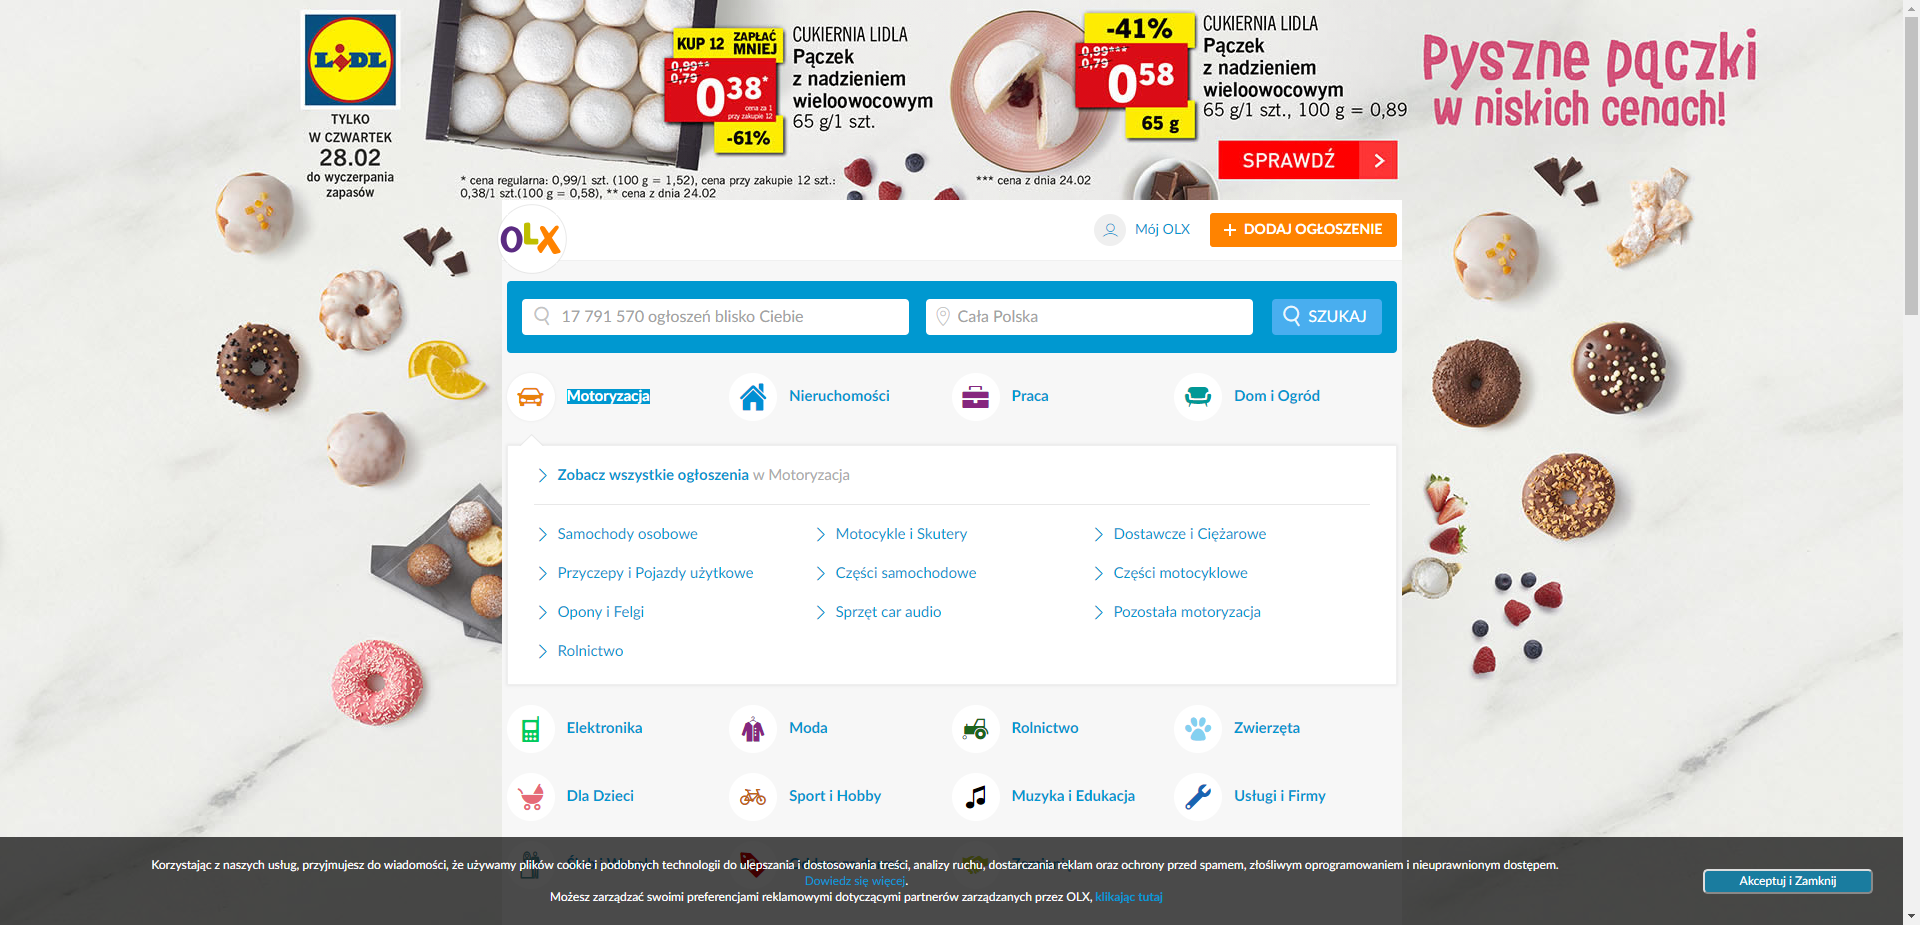 LIDL
TYLKO
W CZWARTEK
28.02
do wyczerpania
zapasów
KUP 12 ZAPŁAĆ MNIEJ
0,99**
0,79
0 38*
cena za 1
przy zakupie 12
-61%
CUKIERNIA LIDLA
Pączek
z nadzieniem
wieloowocowym
65 g/1 szt.
-41%
0,99***
0,79
0 58
65 g
CUKIERNIA LIDLA
Pączek
z nadzieniem
wieloowocowym
65 g/1 szt., 100 g = 0,89
SPRAWDŹ
Pyszne pączki
w niskich cenach!
* cena regularna: 0,99/1 szt. (100 g = 1,52), cena przy zakupie 12 szt.:
0,38/1 szt.(100 g = 0,58), ** cena z dnia 24.02
*** cena z dnia 24.02
OLX
Mój OLX
+ DODAJ OGŁOSZENIE
17 791 570 ogłoszeń blisko Ciebie
Cała Polska
SZUKAJ
Motoryzacja
Nieruchomości
Praca
Dom i Ogród
Zobacz wszystkie ogłoszenia w Motoryzacja
Samochody osobowe
Motocykle i Skutery
Dostawcze i Ciężarowe
Przyczepy i Pojazdy użytkowe
Części samochodowe
Części motocyklowe
Opony i Felgi
Sprzęt car audio
Pozostała motoryzacja
Rolnictwo
Elektronika
Moda
Rolnictwo
Zwierzęta
Dla Dzieci
Sport i Hobby
Muzyka i Edukacja
Usługi i Firmy
Korzystając z naszych usług, przyjmujesz do wiadomości, że używamy plików cookie i podobnych technologii do ulepszania i dostosowania treści, analizy ruchu, dostarczania reklam oraz ochrony przed spamem, złośliwym oprogramowaniem i nieuprawnionym dostępem.
Dowiedz się więcej.
Możesz zarządzać swoimi preferencjami reklamowymi dotyczącymi partnerów zarządzanych przez OLX, klikając tutaj
Akceptuj i Zamknij